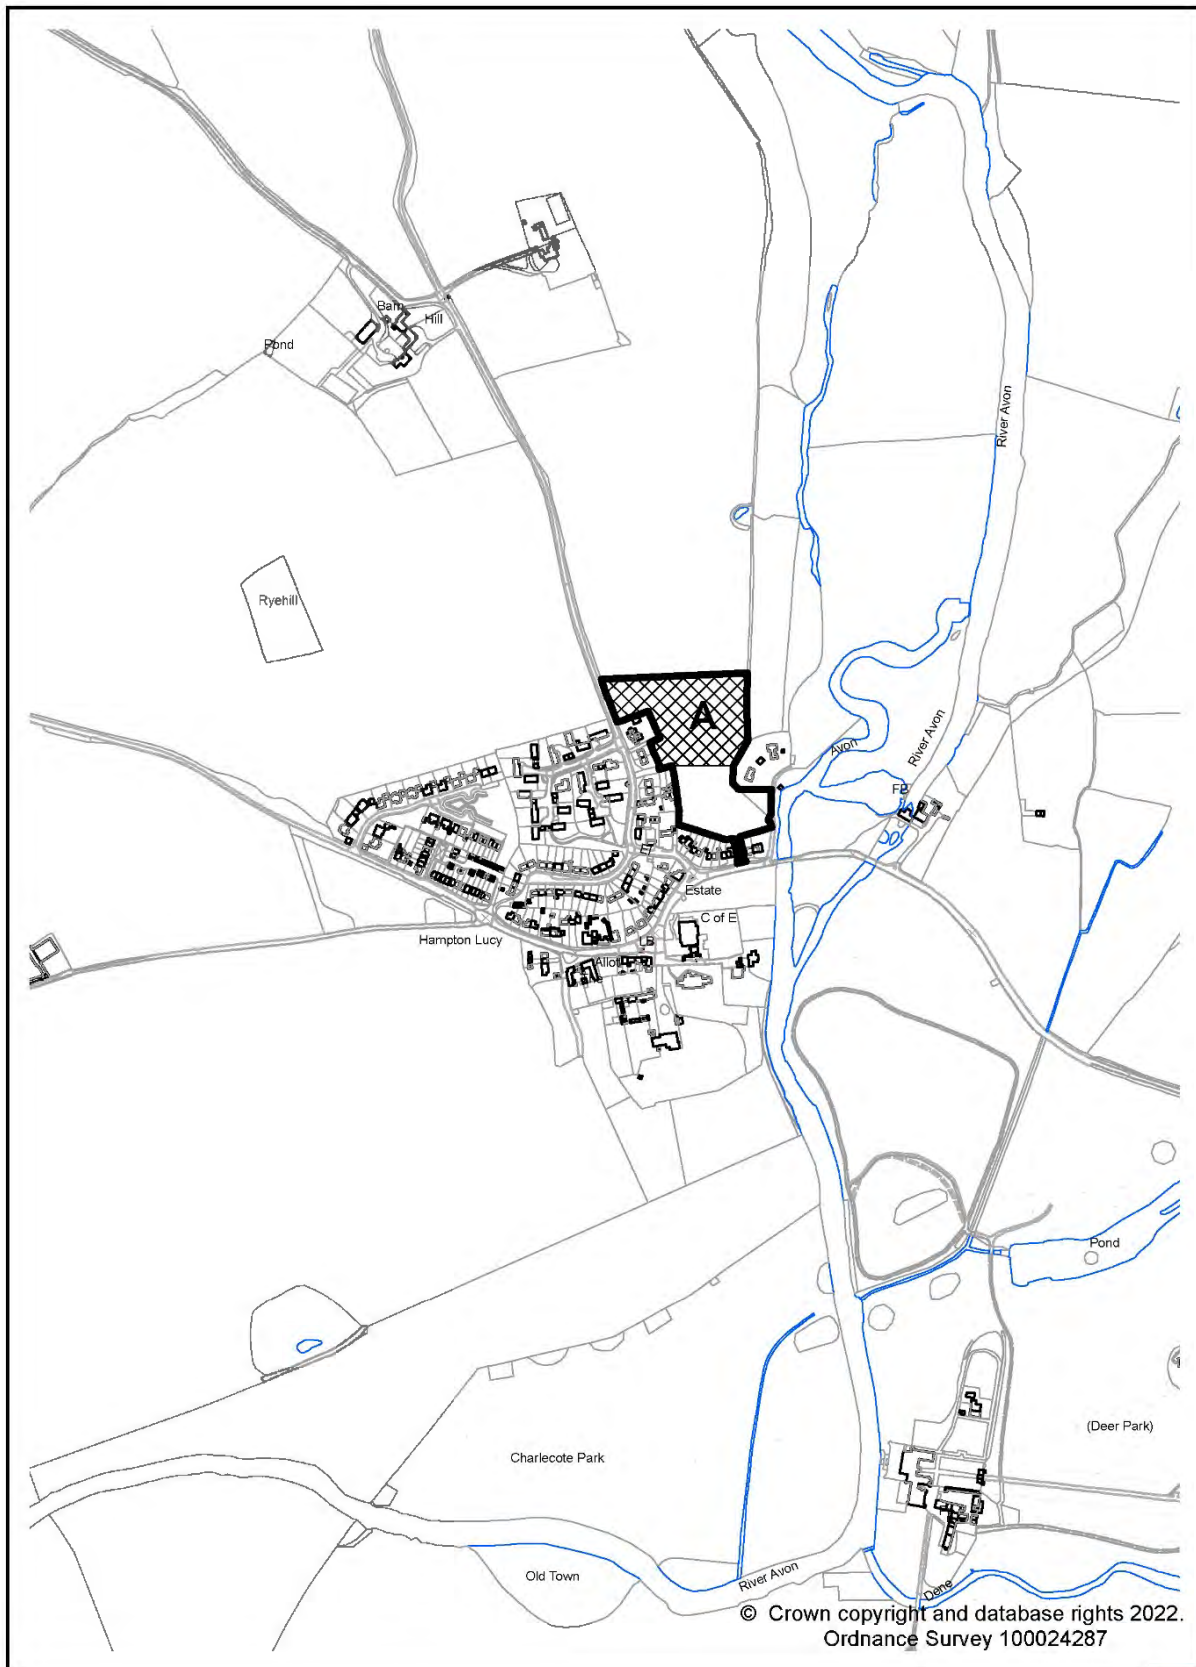 Barn
Hill
Pond
River Avon
Ryehill
A
River Avon
Avon
FB
Estate
C of E
Hampton Lucy
LB
Allot
Pond
(Deer Park)
Charlecote Park
Old Town
River Avon
Dene
© Crown copyright and database rights 2022.
Ordnance Survey 100024287